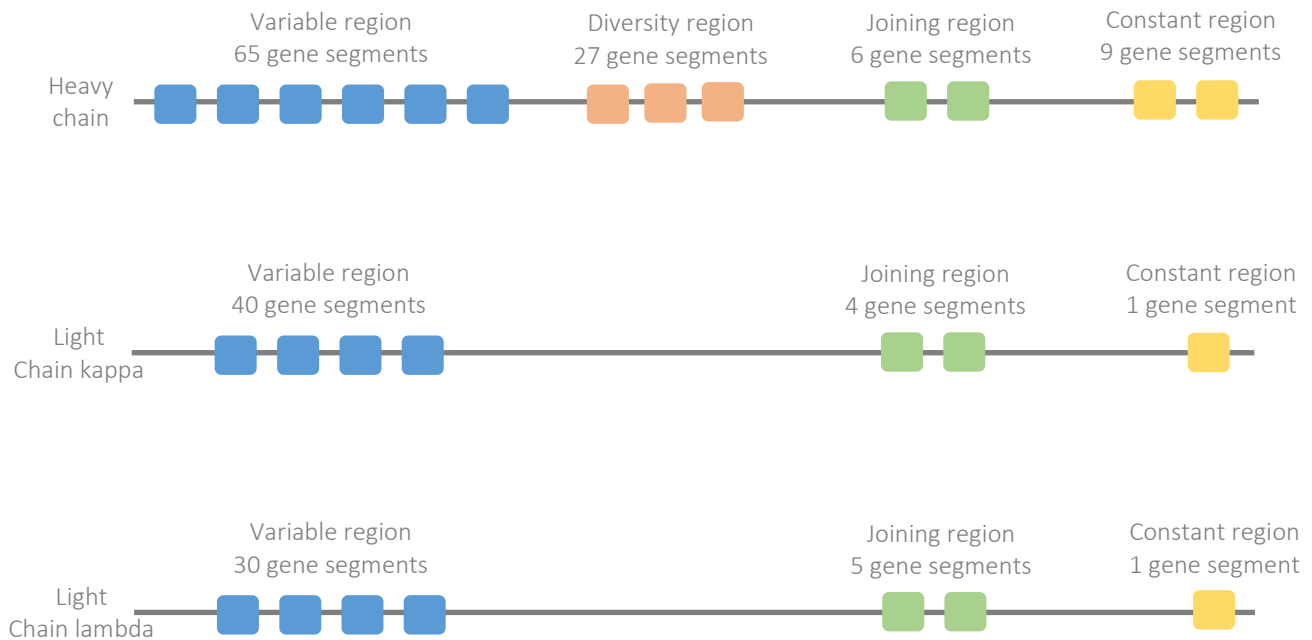 Variable region
65 gene segments
Diversity region
27 gene segments
Joining region
6 gene segments
Constant region
9 gene segments
Heavy
chain
Variable region
40 gene segments
Joining region
4 gene segments
Constant region
1 gene segment
Light
Chain kappa
Variable region
30 gene segments
Joining region
5 gene segments
Constant region
1 gene segment
Light
Chain lambda